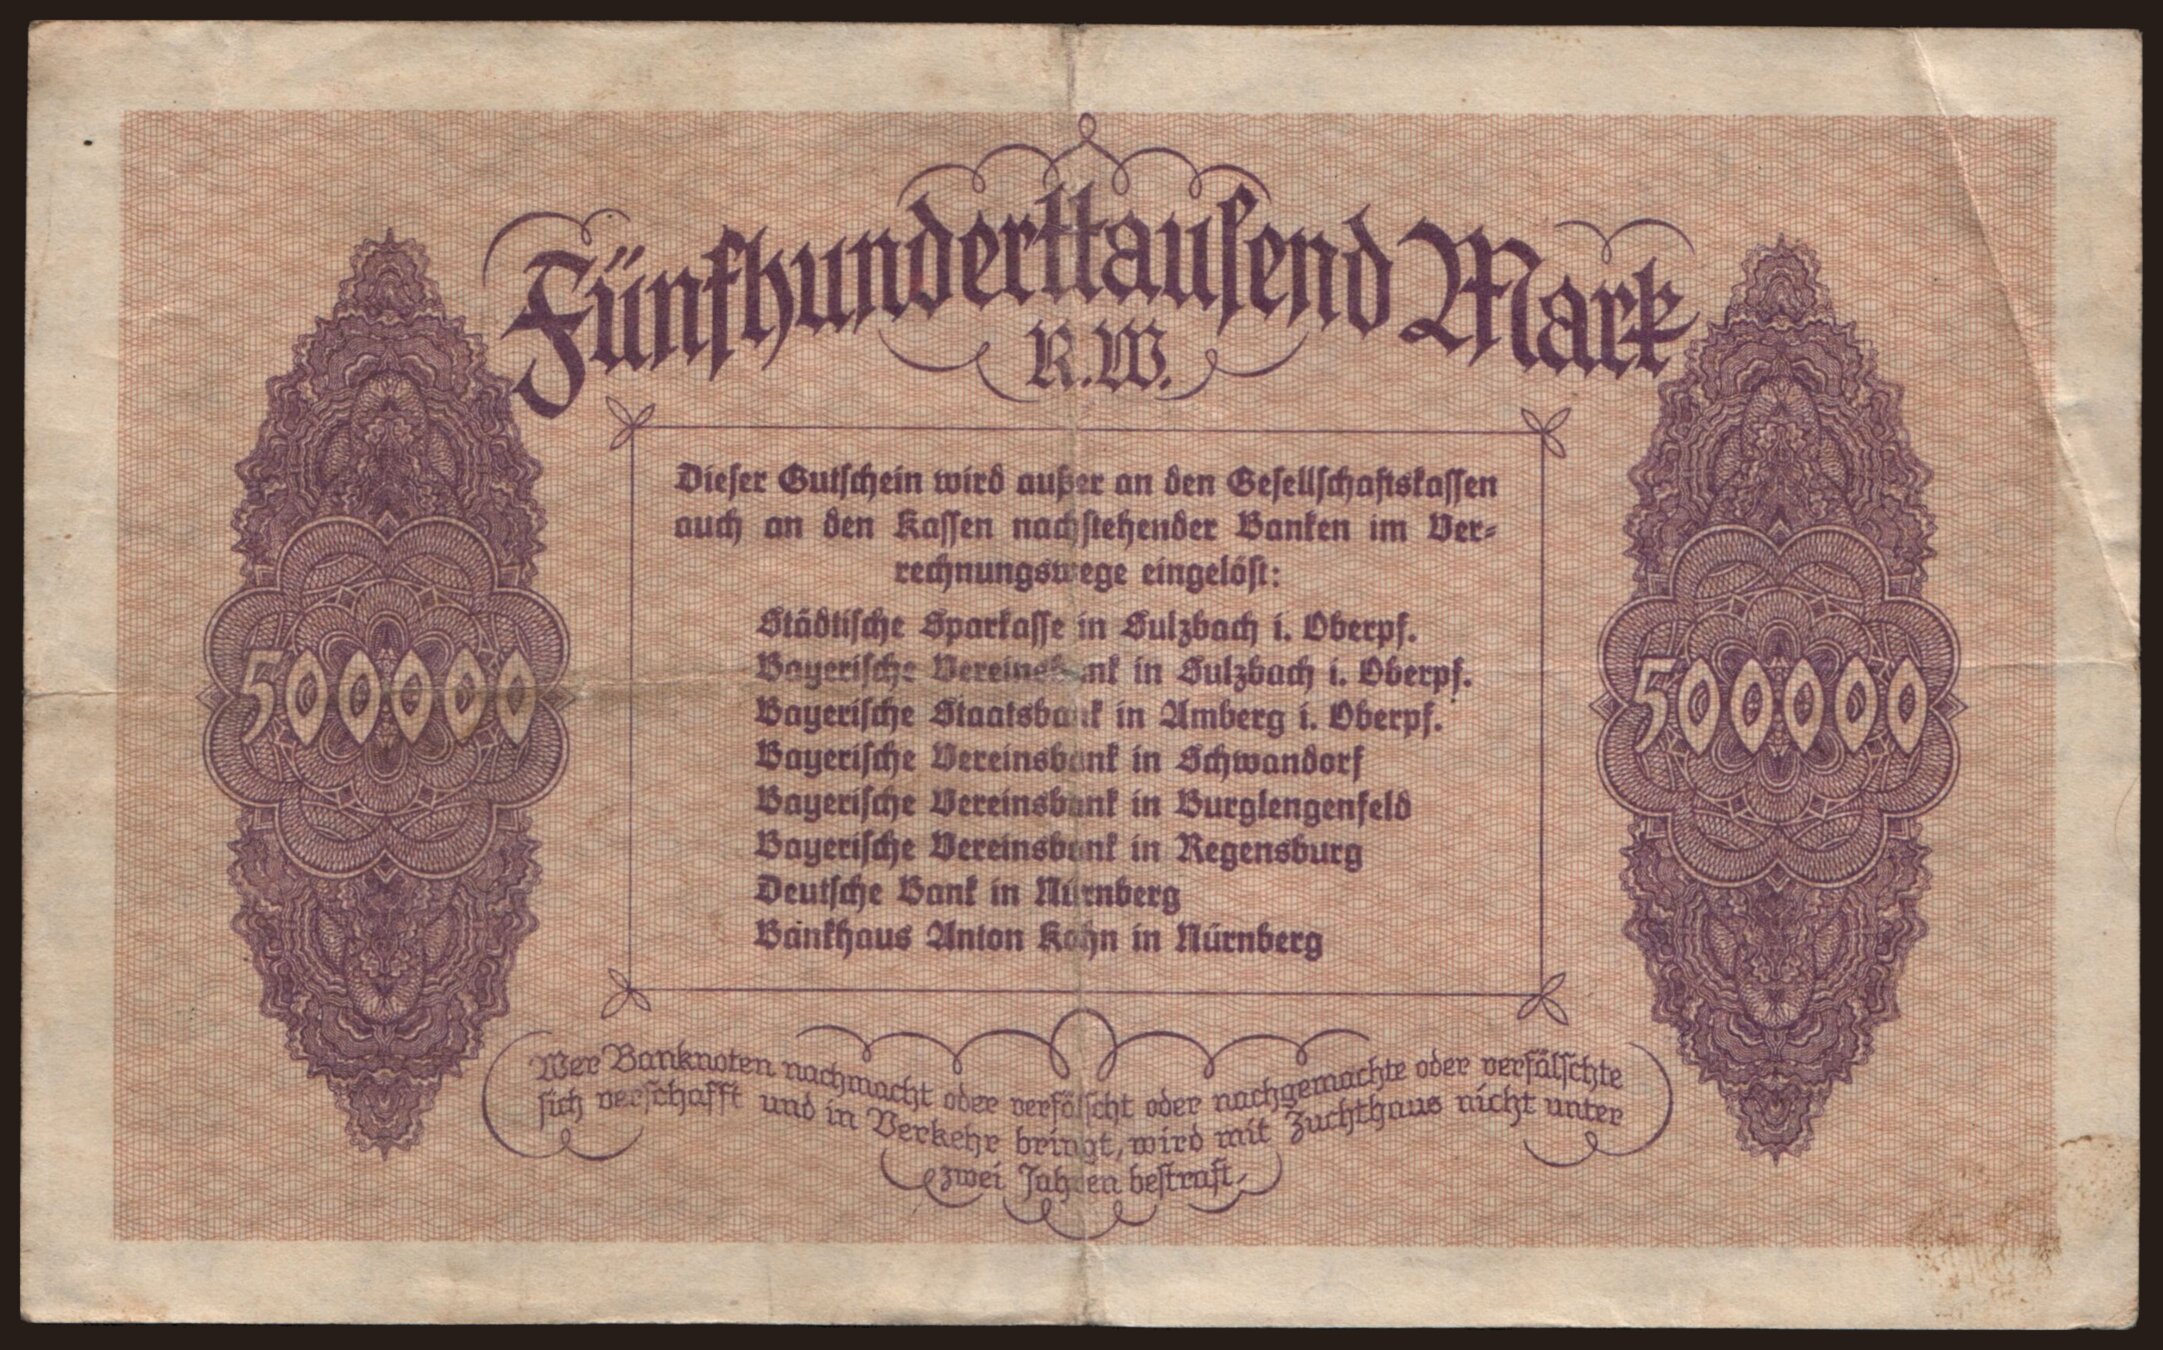 Fünfhunderttausend Mark
R.W.
Dieser Gutschein wird außer an den Gesellschaftskassen
auch an den Kassen nachstehender Banken im Ver-
rechnungswege eingelöst:
Städtische Sparkasse in Sulzbach i. Oberpf.
Bayerische Vereinsbank in Sulzbach i. Oberpf.
Bayerische Staatsbank in Amberg i. Oberpf.
Bayerische Vereinsbank in Schwandorf
Bayerische Vereinsbank in Burglengenfeld
Bayerische Vereinsbank in Regensburg
Deutsche Bank in Nürnberg
Bankhaus Anton Kohn in Nürnberg
500000
500000
Wer Banknoten nachmacht oder verfälscht oder nachgemachte oder verfälschte
sich verschafft und in Verkehr bringt, wird mit Zuchthaus nicht unter
zwei Jahren bestraft.